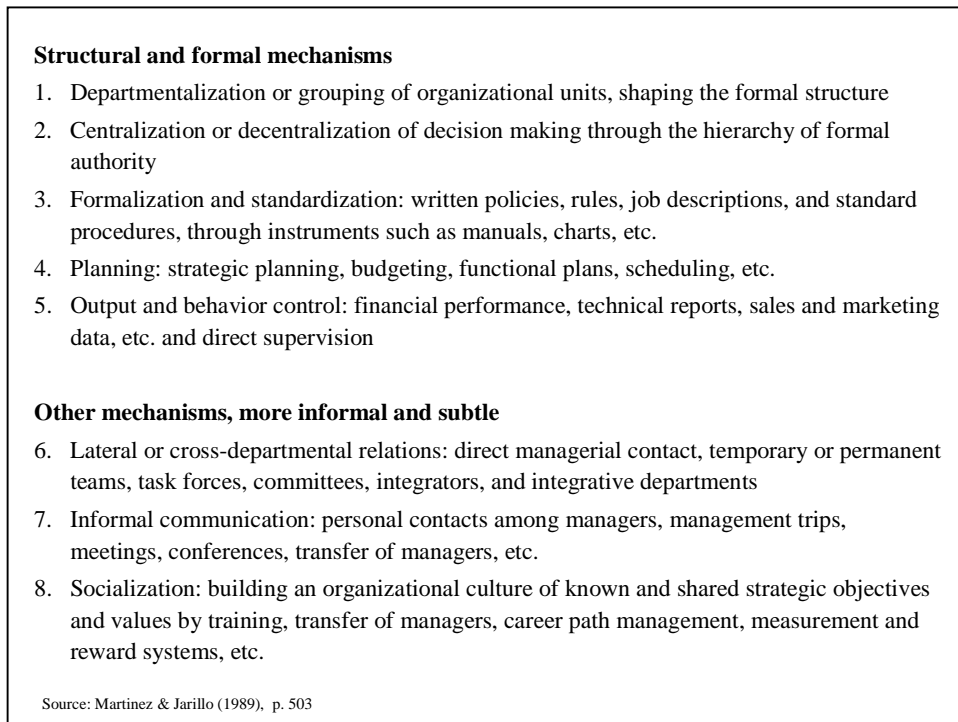 Structural and formal mechanisms
1. Departmentalization or grouping of organizational units, shaping the formal structure
2. Centralization or decentralization of decision making through the hierarchy of formal
authority
3. Formalization and standardization: written policies, rules, job descriptions, and standard
procedures, through instruments such as manuals, charts, etc.
4. Planning: strategic planning, budgeting, functional plans, scheduling, etc.
5. Output and behavior control: financial performance, technical reports, sales and marketing
data, etc. and direct supervision
Other mechanisms, more informal and subtle
6. Lateral or cross-departmental relations: direct managerial contact, temporary or permanent
teams, task forces, committees, integrators, and integrative departments
7. Informal communication: personal contacts among managers, management trips,
meetings, conferences, transfer of managers, etc.
8. Socialization: building an organizational culture of known and shared strategic objectives
and values by training, transfer of managers, career path management, measurement and
reward systems, etc.
Source: Martinez & Jarillo (1989), p. 503